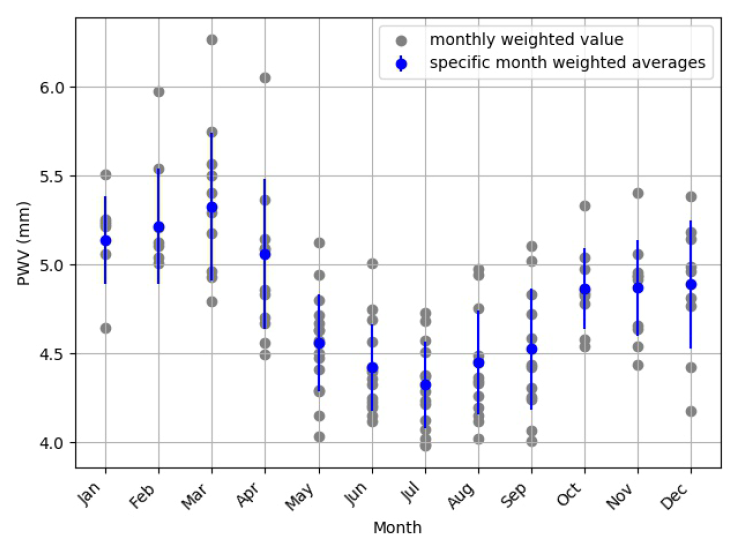 monthly weighted value
specific month weighted averages
PWV (mm)
6.0
5.5
5.0
4.5
4.0
Jan
Feb
Mar
Apr
May
Jun
Jul
Aug
Sep
Oct
Nov
Dec
Month